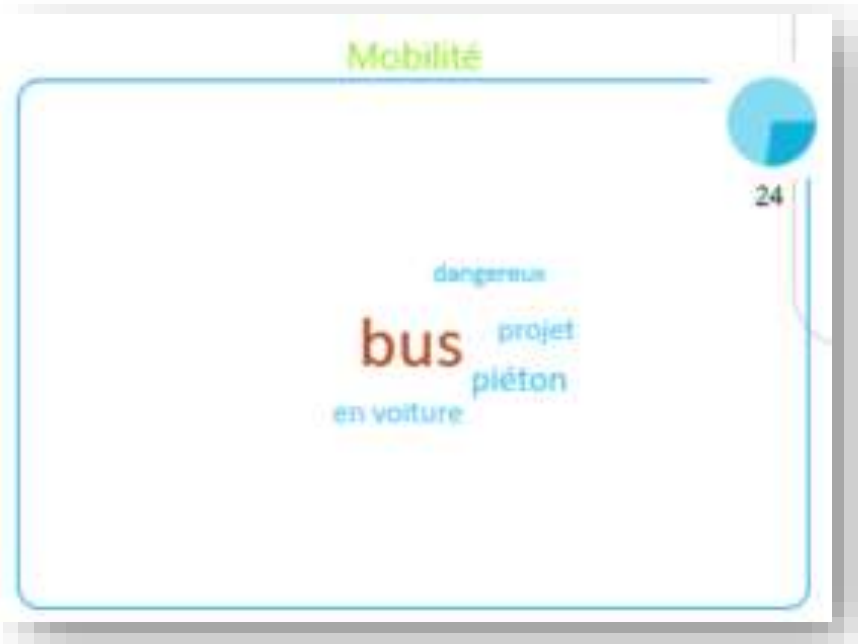 Mobilité
24
dangereux
projet
bus
piéton
en voiture